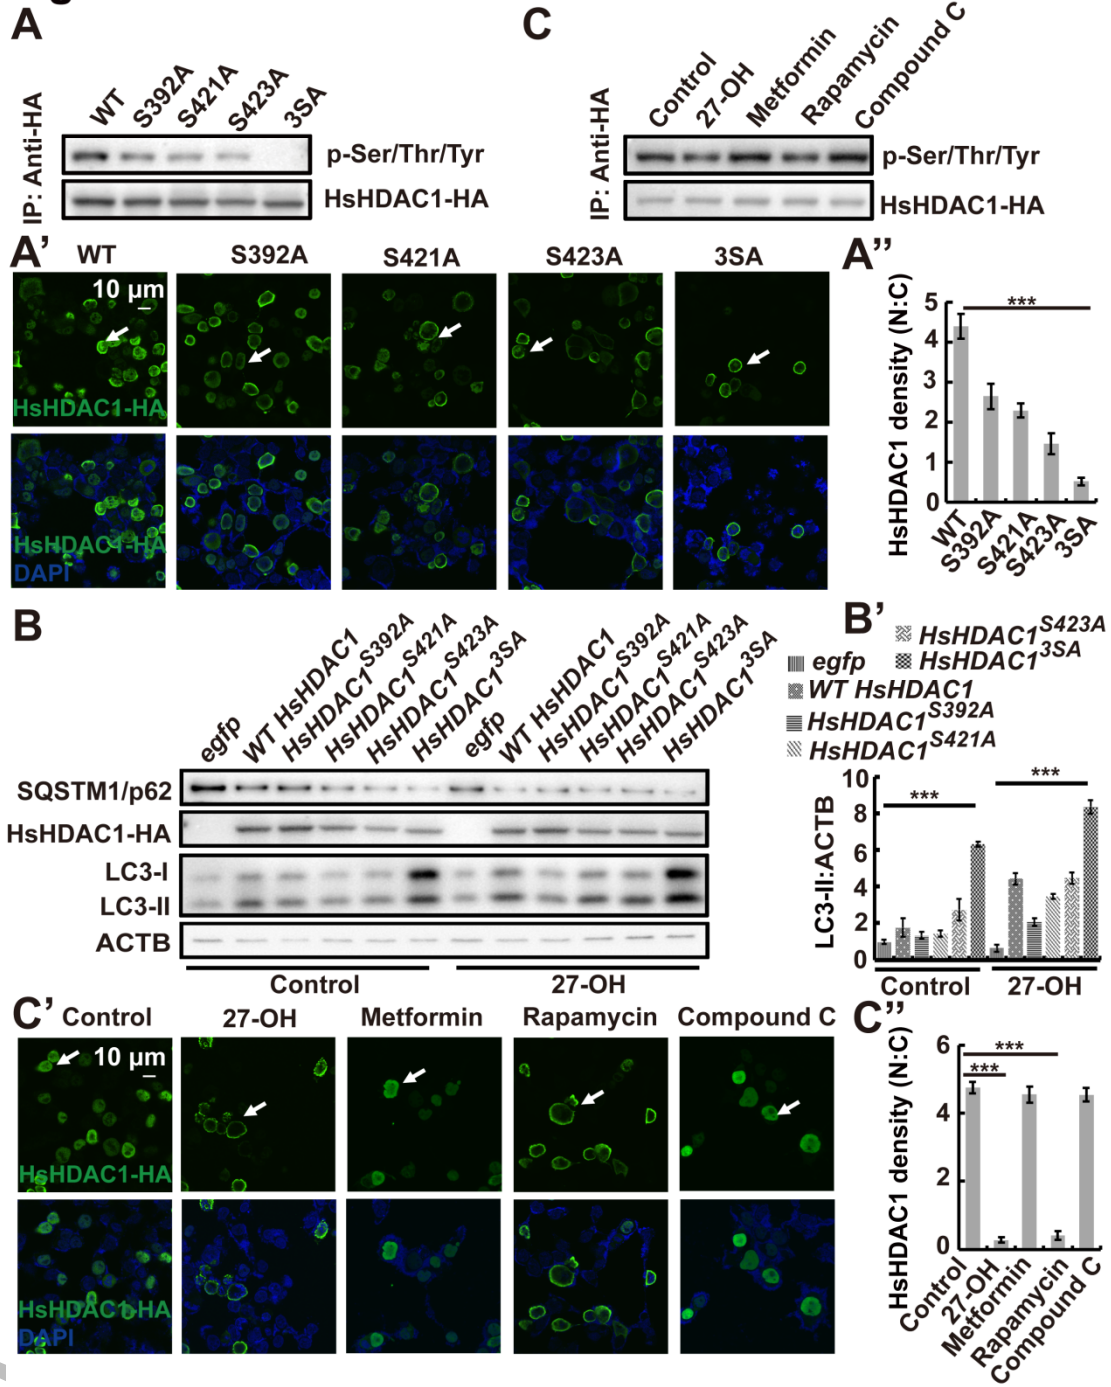 A
WT
S392A
S421A
S423A
3SA
IP: Anti-HA
p-Ser/Thr/Tyr
HsHDAC1-HA
C
Control
27-OH
Metformin
Rapamycin
Compound C
IP: Anti-HA
p-Ser/Thr/Tyr
HsHDAC1-HA
A’
WT
S392A
S421A
S423A
3SA
10 µm
HsHDAC1-HA
HsHDAC1-HA
DAPI
A’’
HsHDAC1 density (N:C)
5
4
3
2
1
0
***
WT
S392A
S421A
S423A
3SA
B
egfp
WT HsHDAC1
HsHDAC1S392A
HsHDAC1S421A
HsHDAC1S423A
HsHDAC13SA
egfp
WT HsHDAC1
HsHDAC1S392A
HsHDAC1S421A
HsHDAC1S423A
HsHDAC13SA
SQSTM1/p62
HsHDAC1-HA
LC3-I
LC3-II
ACTB
Control
27-OH
B’
HsHDAC1S423A
egfp
HsHDAC13SA
WT HsHDAC1
HsHDAC1S392A
HsHDAC1S421A
LC3-II:ACTB
10
8
6
4
2
0
***
***
Control
27-OH
C’
Control
27-OH
Metformin
Rapamycin
Compound C
10 µm
HsHDAC1-HA
HsHDAC1-HA
DAPI
C’’
HsHDAC1 density (N:C)
6
4
2
0
***
***
Control
27-OH
Metformin
Rapamycin
Compound C